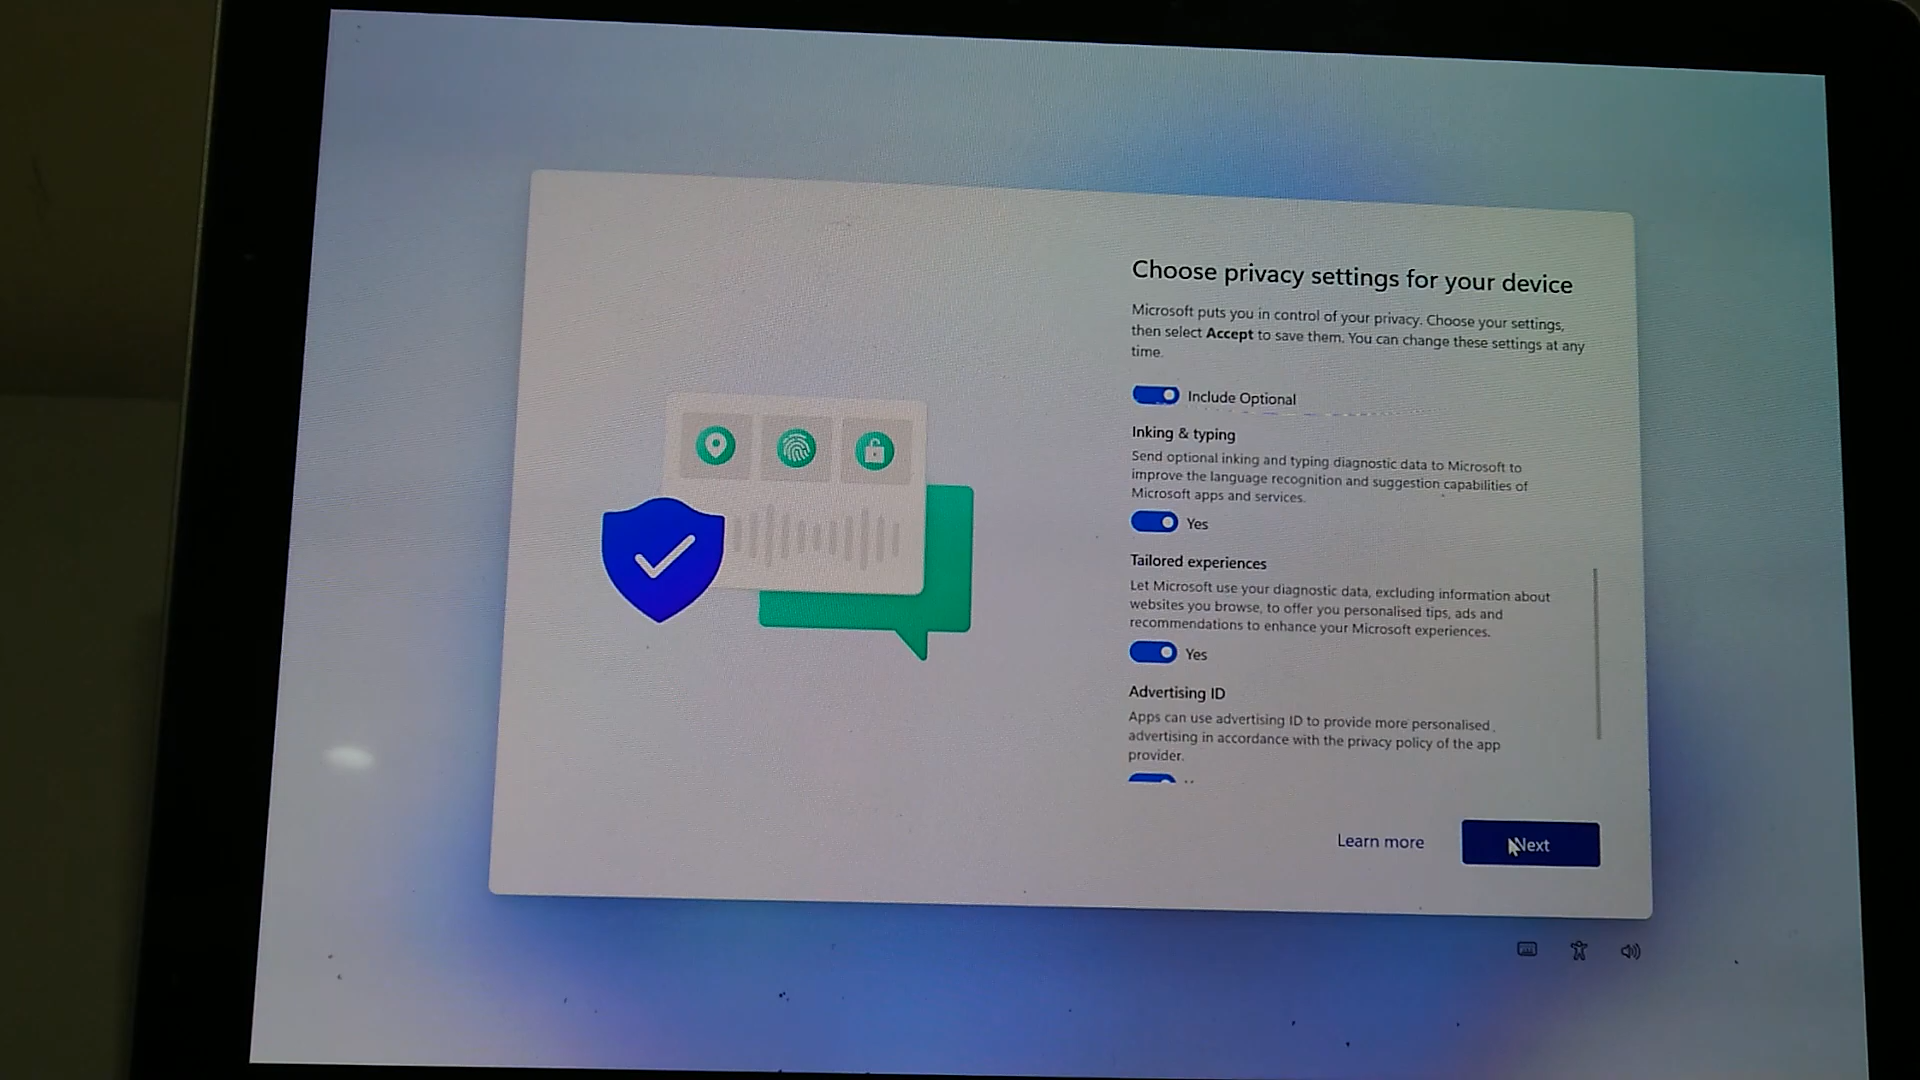 Choose privacy settings for your device
Microsoft puts you in control of your privacy. Choose your settings,
then select Accept to save them. You can change these settings at any
time.
Include Optional
Inking & typing
Send optional inking and typing diagnostic data to Microsoft to
improve the language recognition and suggestion capabilities of
Microsoft apps and services.
Yes
Tailored experiences
Let Microsoft use your diagnostic data, excluding information about
websites you browse, to offer you personalised tips, ads and
recommendations to enhance your Microsoft experiences.
Yes
Advertising ID
Apps can use advertising ID to provide more personalised
advertising in accordance with the privacy policy of the app
provider.
Learn more
Next